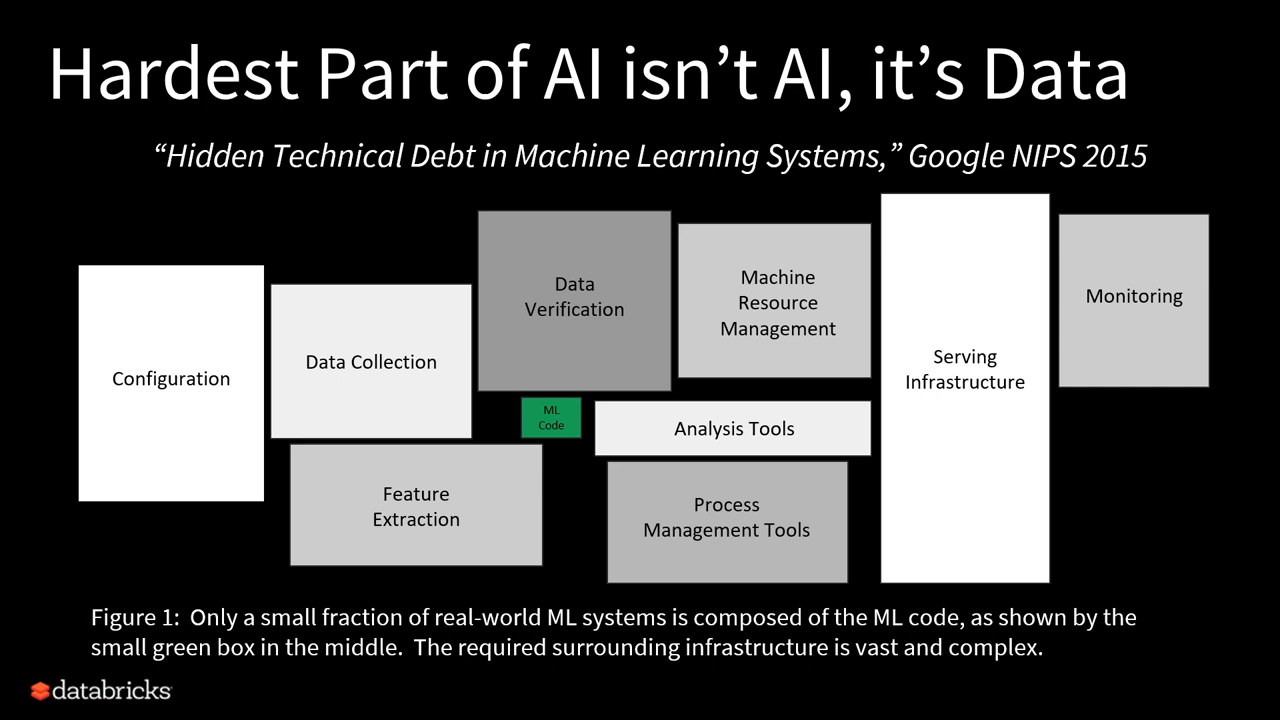 Hardest Part of AI isn’t AI, it’s Data
“Hidden Technical Debt in Machine Learning Systems,” Google NIPS 2015
Configuration
Data Collection
Data
Verification
Machine
Resource
Management
Serving
Infrastructure
Monitoring
ML
Code
Analysis Tools
Feature
Extraction
Process
Management Tools
Figure 1:  Only a small fraction of real-world ML systems is composed of the ML code, as shown by the
small green box in the middle.  The required surrounding infrastructure is vast and complex.
databricks